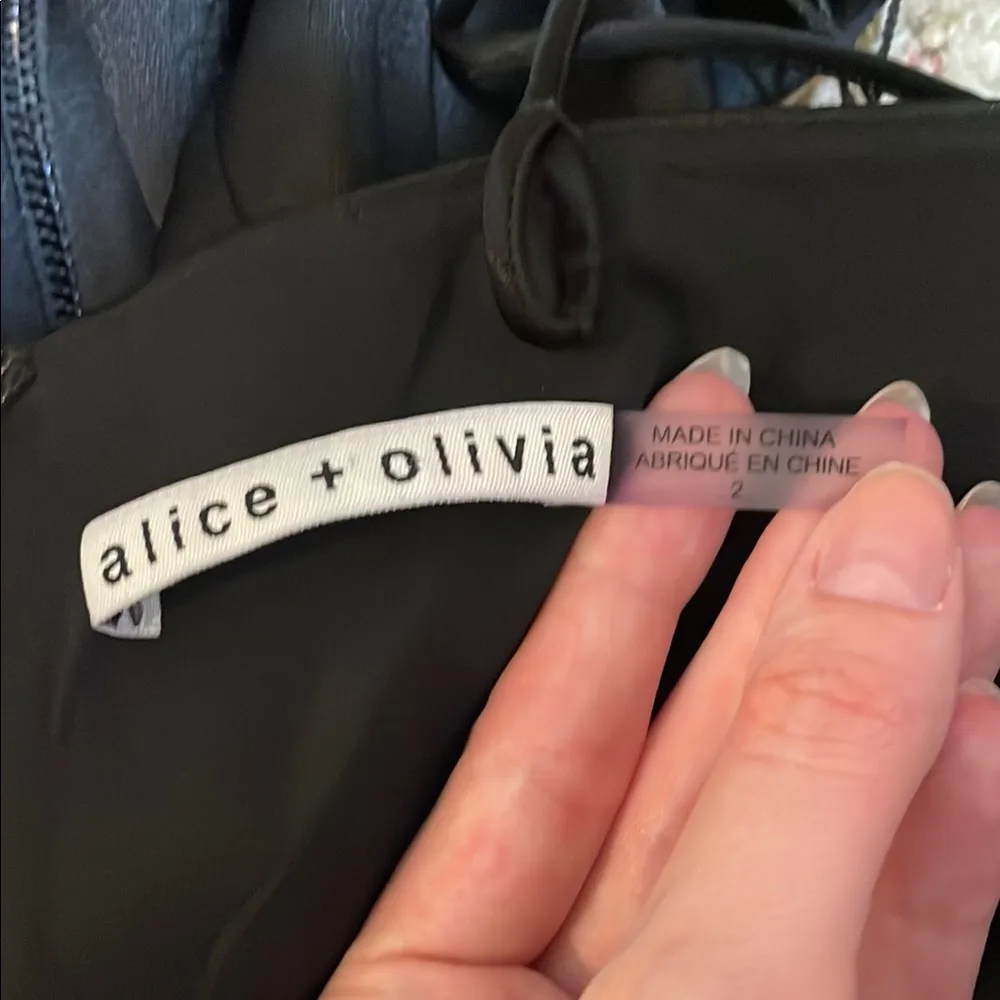 alice + olivia
MADE IN CHINA
ABRIQUÉ EN CHINE
2